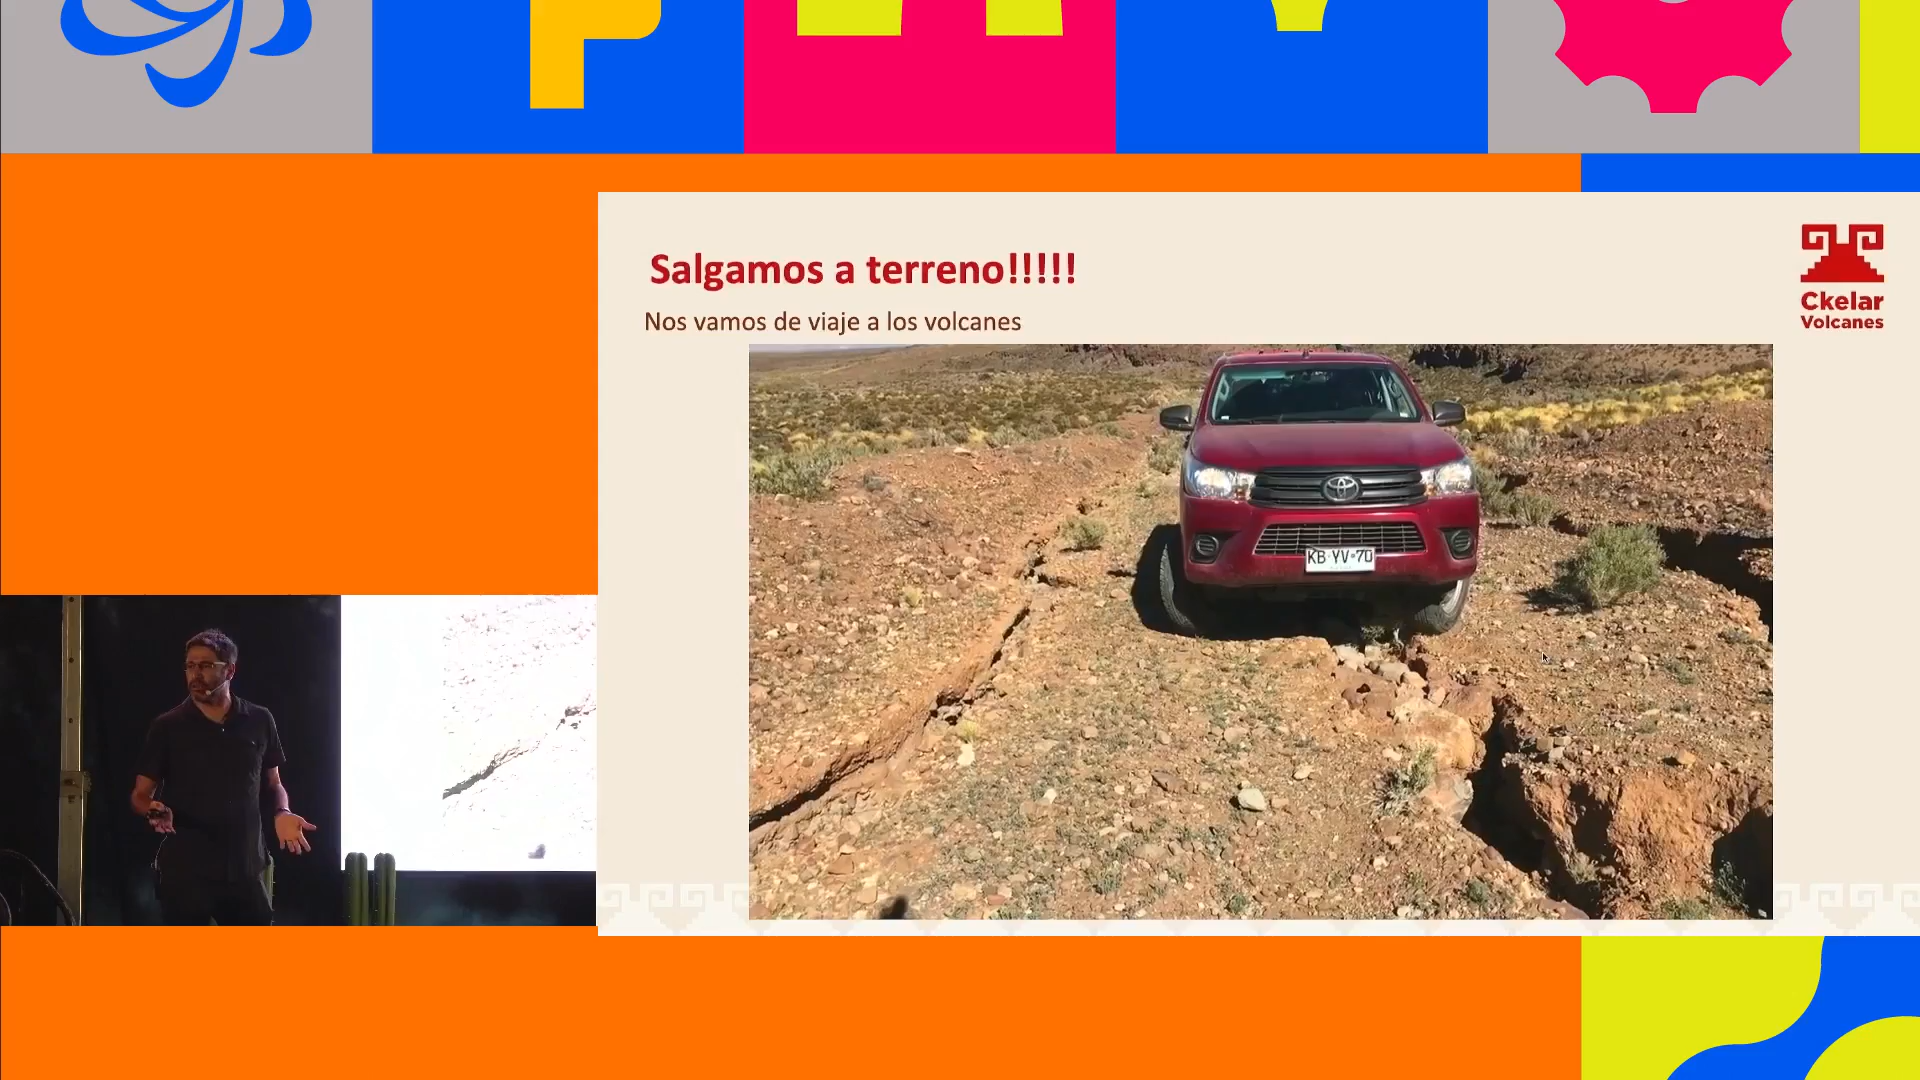 Salgamos a terreno!!!!!
Nos vamos de viaje a los volcanes
Ckelar
Volcanes
KB YV 70